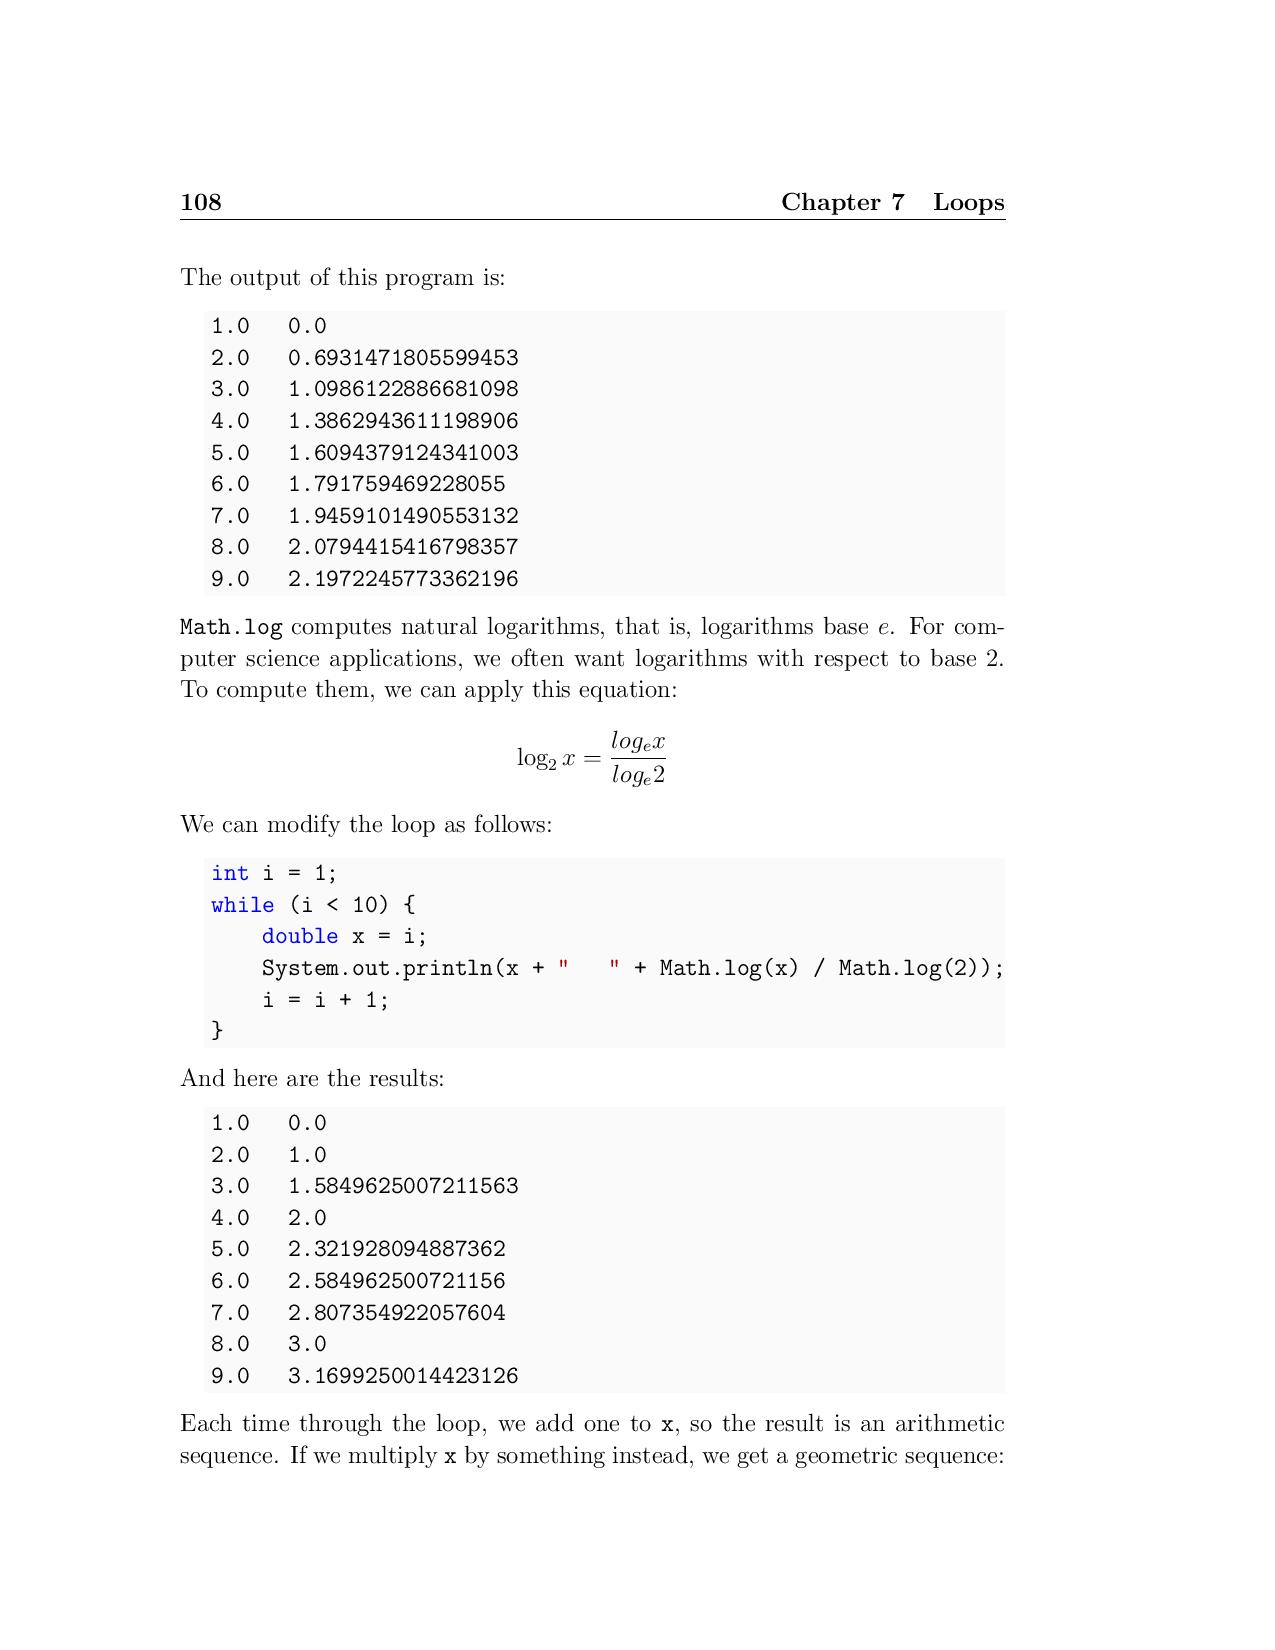 108 Chapter 7 Loops
The output of this program is:
1.0   0.0
2.0   0.6931471805599453
3.0   1.0986122886681098
4.0   1.3862943611198906
5.0   1.6094379124341003
6.0   1.791759469228055
7.0   1.9459101490553132
8.0   2.0794415416798357
9.0   2.1972245773362196
Math.log computes natural logarithms, that is, logarithms base e. For com-
puter science applications, we often want logarithms with respect to base 2.
To compute them, we can apply this equation:
log₂ x = logₑx / logₑ2
We can modify the loop as follows:
int i = 1;
while (i < 10) {
    double x = i;
    System.out.println(x + "   " + Math.log(x) / Math.log(2));
    i = i + 1;
}
And here are the results:
1.0   0.0
2.0   1.0
3.0   1.5849625007211563
4.0   2.0
5.0   2.321928094887362
6.0   2.584962500721156
7.0   2.807354922057604
8.0   3.0
9.0   3.1699250014423126
Each time through the loop, we add one to x, so the result is an arithmetic
sequence. If we multiply x by something instead, we get a geometric sequence: